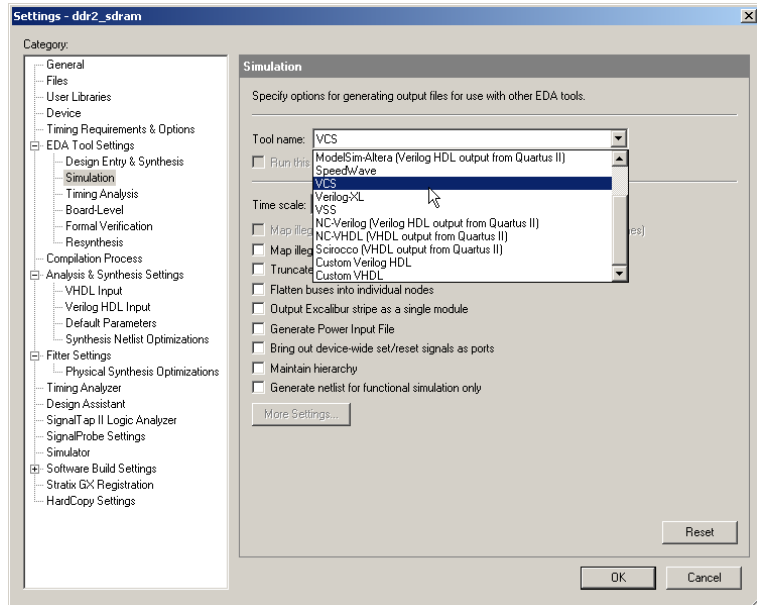 Settings - ddr2_sdram
Category:
General
Files
User Libraries
Device
Timing Requirements & Options
EDA Tool Settings
Design Entry & Synthesis
Simulation
Timing Analysis
Board-Level
Formal Verification
Resynthesis
Compilation Process
Analysis & Synthesis Settings
VHDL Input
Verilog HDL Input
Default Parameters
Synthesis Netlist Optimizations
Fitter Settings
Physical Synthesis Optimizations
Timing Analyzer
Design Assistant
SignalTap II Logic Analyzer
SignalProbe Settings
Simulator
Software Build Settings
Stratix GX Registration
HardCopy Settings
Simulation
Specify options for generating output files for use with other EDA tools.
Tool name: VCS
Run this
ModelSim-Altera (Verilog HDL output from Quartus II)
SpeedWave
VCS
Verilog-XL
VSS
NC-Verilog (Verilog HDL output from Quartus II)
NC-VHDL (VHDL output from Quartus II)
Scirocco (VHDL output from Quartus II)
Custom Verilog HDL
Custom VHDL
Time scale:
Map illeg
Map illeg
Truncate
Flatten buses into individual nodes
Output Excalibur stripe as a single module
Generate Power Input File
Bring out device-wide set/reset signals as ports
Maintain hierarchy
Generate netlist for functional simulation only
More Settings...
Reset
OK
Cancel